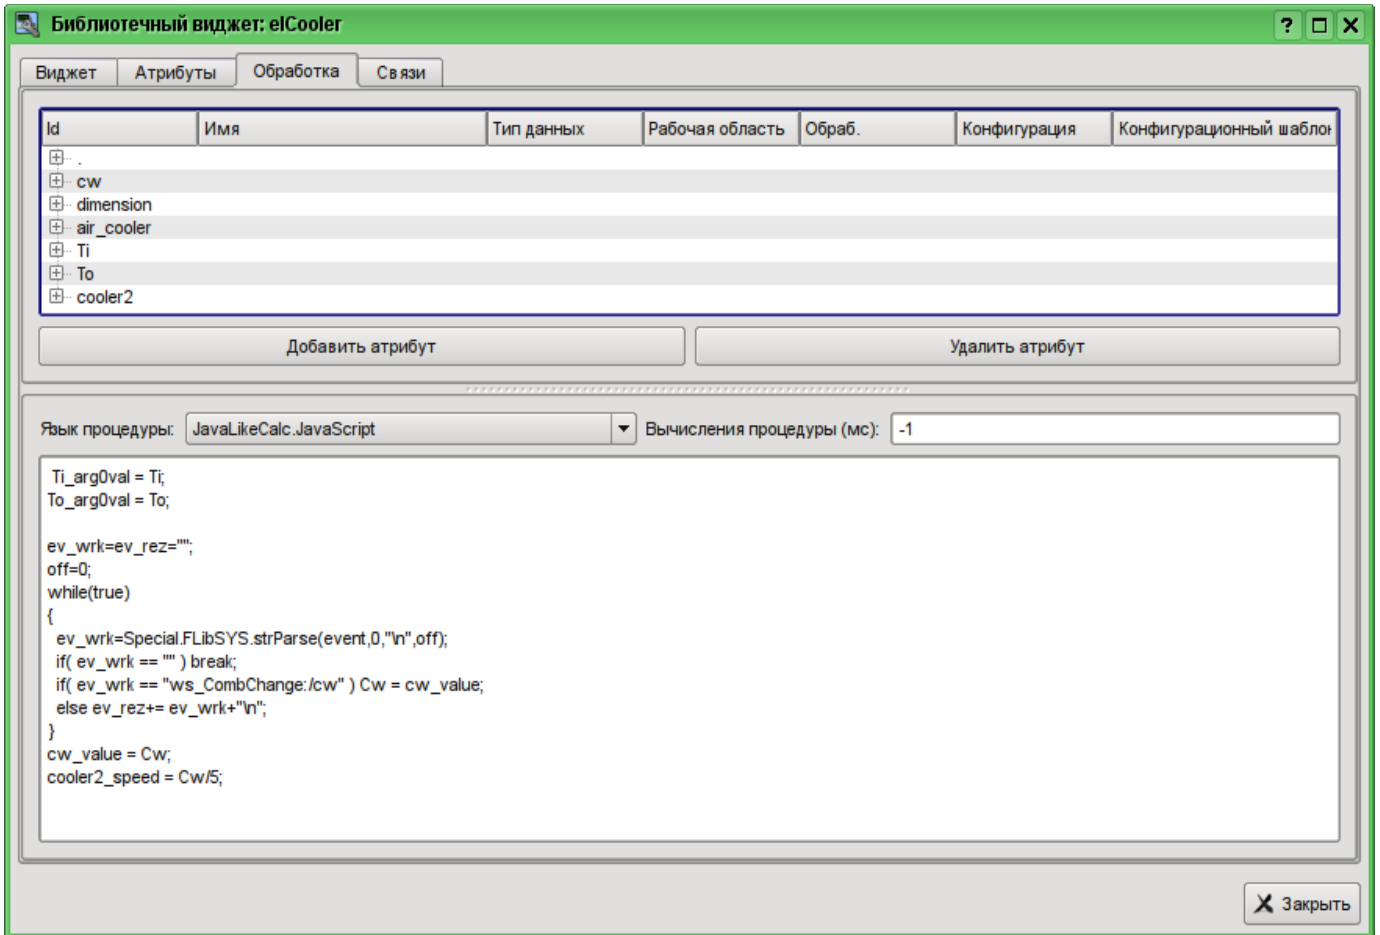 Библиотечный виджет: elCooler
Виджет Атрибуты Обработка Связи
Id Имя Тип данных Рабочая область Обраб. Конфигурация Конфигурационный шаблон
.
cw
dimension
air_cooler
Ti
To
cooler2
Добавить атрибут Удалить атрибут
Язык процедуры: JavaLikeCalc.JavaScript Вычисления процедуры (мс): -1
Ti_arg0val = Ti;
To_arg0val = To;
ev_wrk=ev_rez="";
off=0;
while(true)
{
ev_wrk=Special.FLibSYS.strParse(event,0,"\n",off);
if( ev_wrk == "" ) break;
if( ev_wrk == "ws_CombChange:/cw" ) Cw = cw_value;
else ev_rez+= ev_wrk+"\n";
}
cw_value = Cw;
cooler2_speed = Cw/5;
Закрыть